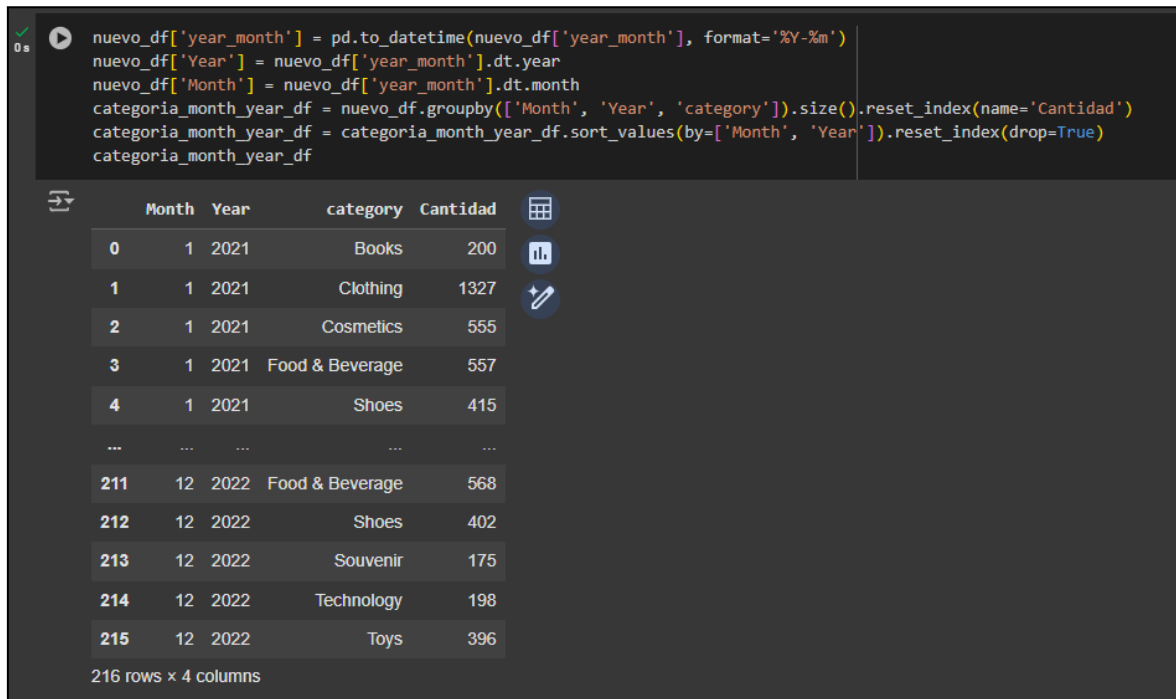 0s
nuevo_df['year_month'] = pd.to_datetime(nuevo_df['year_month'], format='%Y-%m')
nuevo_df['Year'] = nuevo_df['year_month'].dt.year
nuevo_df['Month'] = nuevo_df['year_month'].dt.month
categoria_month_year_df = nuevo_df.groupby(['Month', 'Year', 'category']).size().reset_index(name='Cantidad')
categoria_month_year_df = categoria_month_year_df.sort_values(by=['Month', 'Year']).reset_index(drop=True)
categoria_month_year_df
Month Year category Cantidad
0 1 2021 Books 200
1 1 2021 Clothing 1327
2 1 2021 Cosmetics 555
3 1 2021 Food & Beverage 557
4 1 2021 Shoes 415
... ... ... ... ...
211 12 2022 Food & Beverage 568
212 12 2022 Shoes 402
213 12 2022 Souvenir 175
214 12 2022 Technology 198
215 12 2022 Toys 396
216 rows × 4 columns